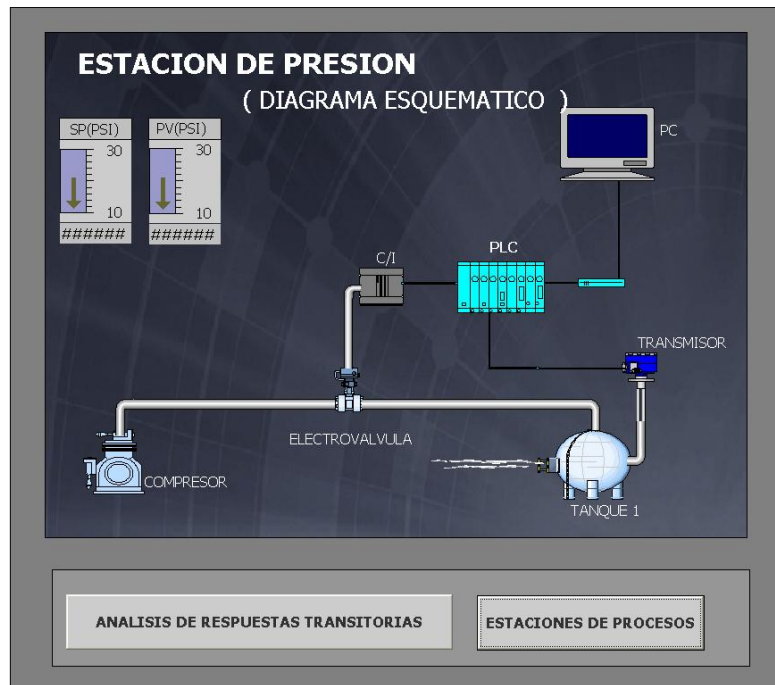 ESTACION DE PRESION
( DIAGRAMA ESQUEMATICO )
SP(PSI) PV(PSI)
30 30
10 10
###### ######
PC
C/I
PLC
TRANSMISOR
ELECTROVALVULA
COMPRESOR
TANQUE 1
ANALISIS DE RESPUESTAS TRANSITORIAS
ESTACIONES DE PROCESOS